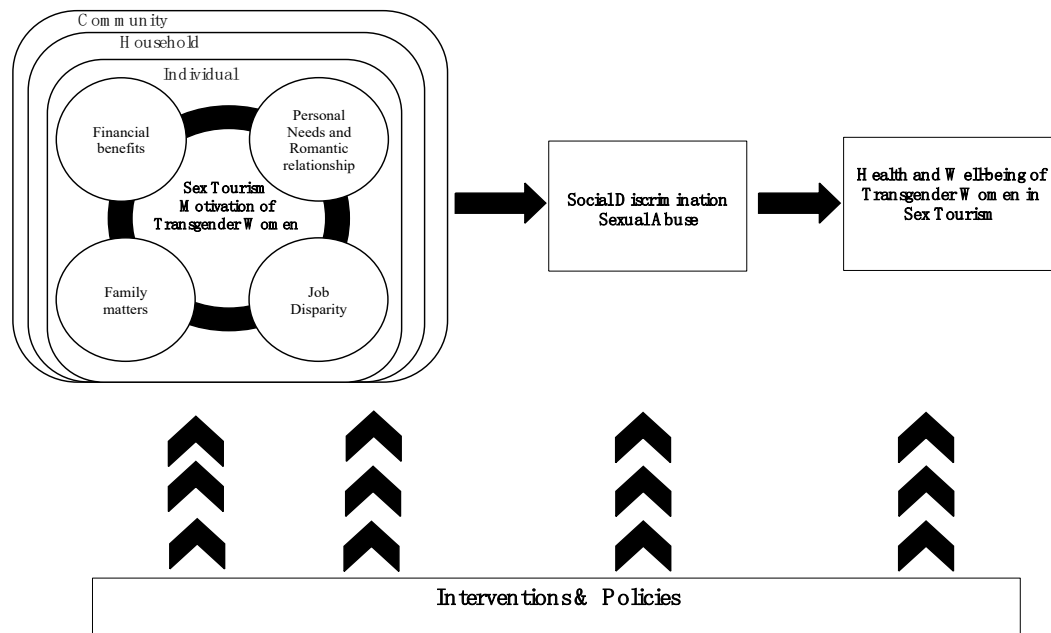 Community
Household
Individual
Financial
benefits
Personal
Needs and
Romantic
relationship
Sex Tourism
Motivation of
Transgender Women
Family
matters
Job
Disparity
Social Discrimination
Sexual Abuse
Health and Well-being of
Transgender Women in
Sex Tourism
Interventions & Policies